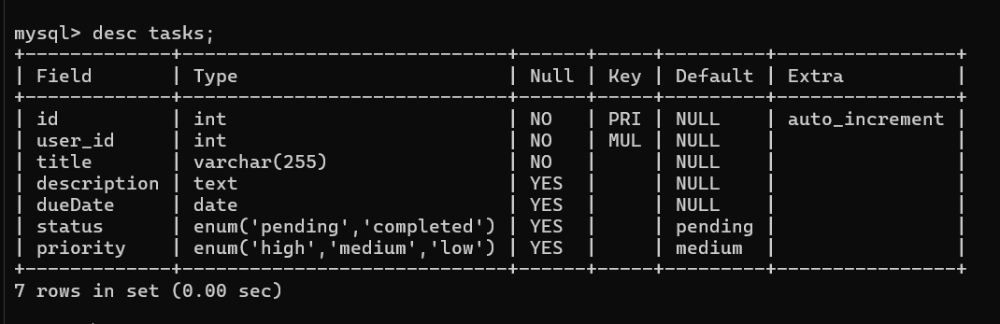 mysql> desc tasks;
+-------------+-----------------------------+------+-----+---------+----------------+
| Field       | Type                        | Null | Key | Default | Extra          |
+-------------+-----------------------------+------+-----+---------+----------------+
| id          | int                         | NO   | PRI | NULL    | auto_increment |
| user_id     | int                         | NO   | MUL | NULL    |                |
| title       | varchar(255)                | NO   |     | NULL    |                |
| description | text                        | YES  |     | NULL    |                |
| dueDate     | date                        | YES  |     | NULL    |                |
| status      | enum('pending','completed') | YES  |     | pending |                |
| priority    | enum('high','medium','low') | YES  |     | medium  |                |
+-------------+-----------------------------+------+-----+---------+----------------+
7 rows in set (0.00 sec)